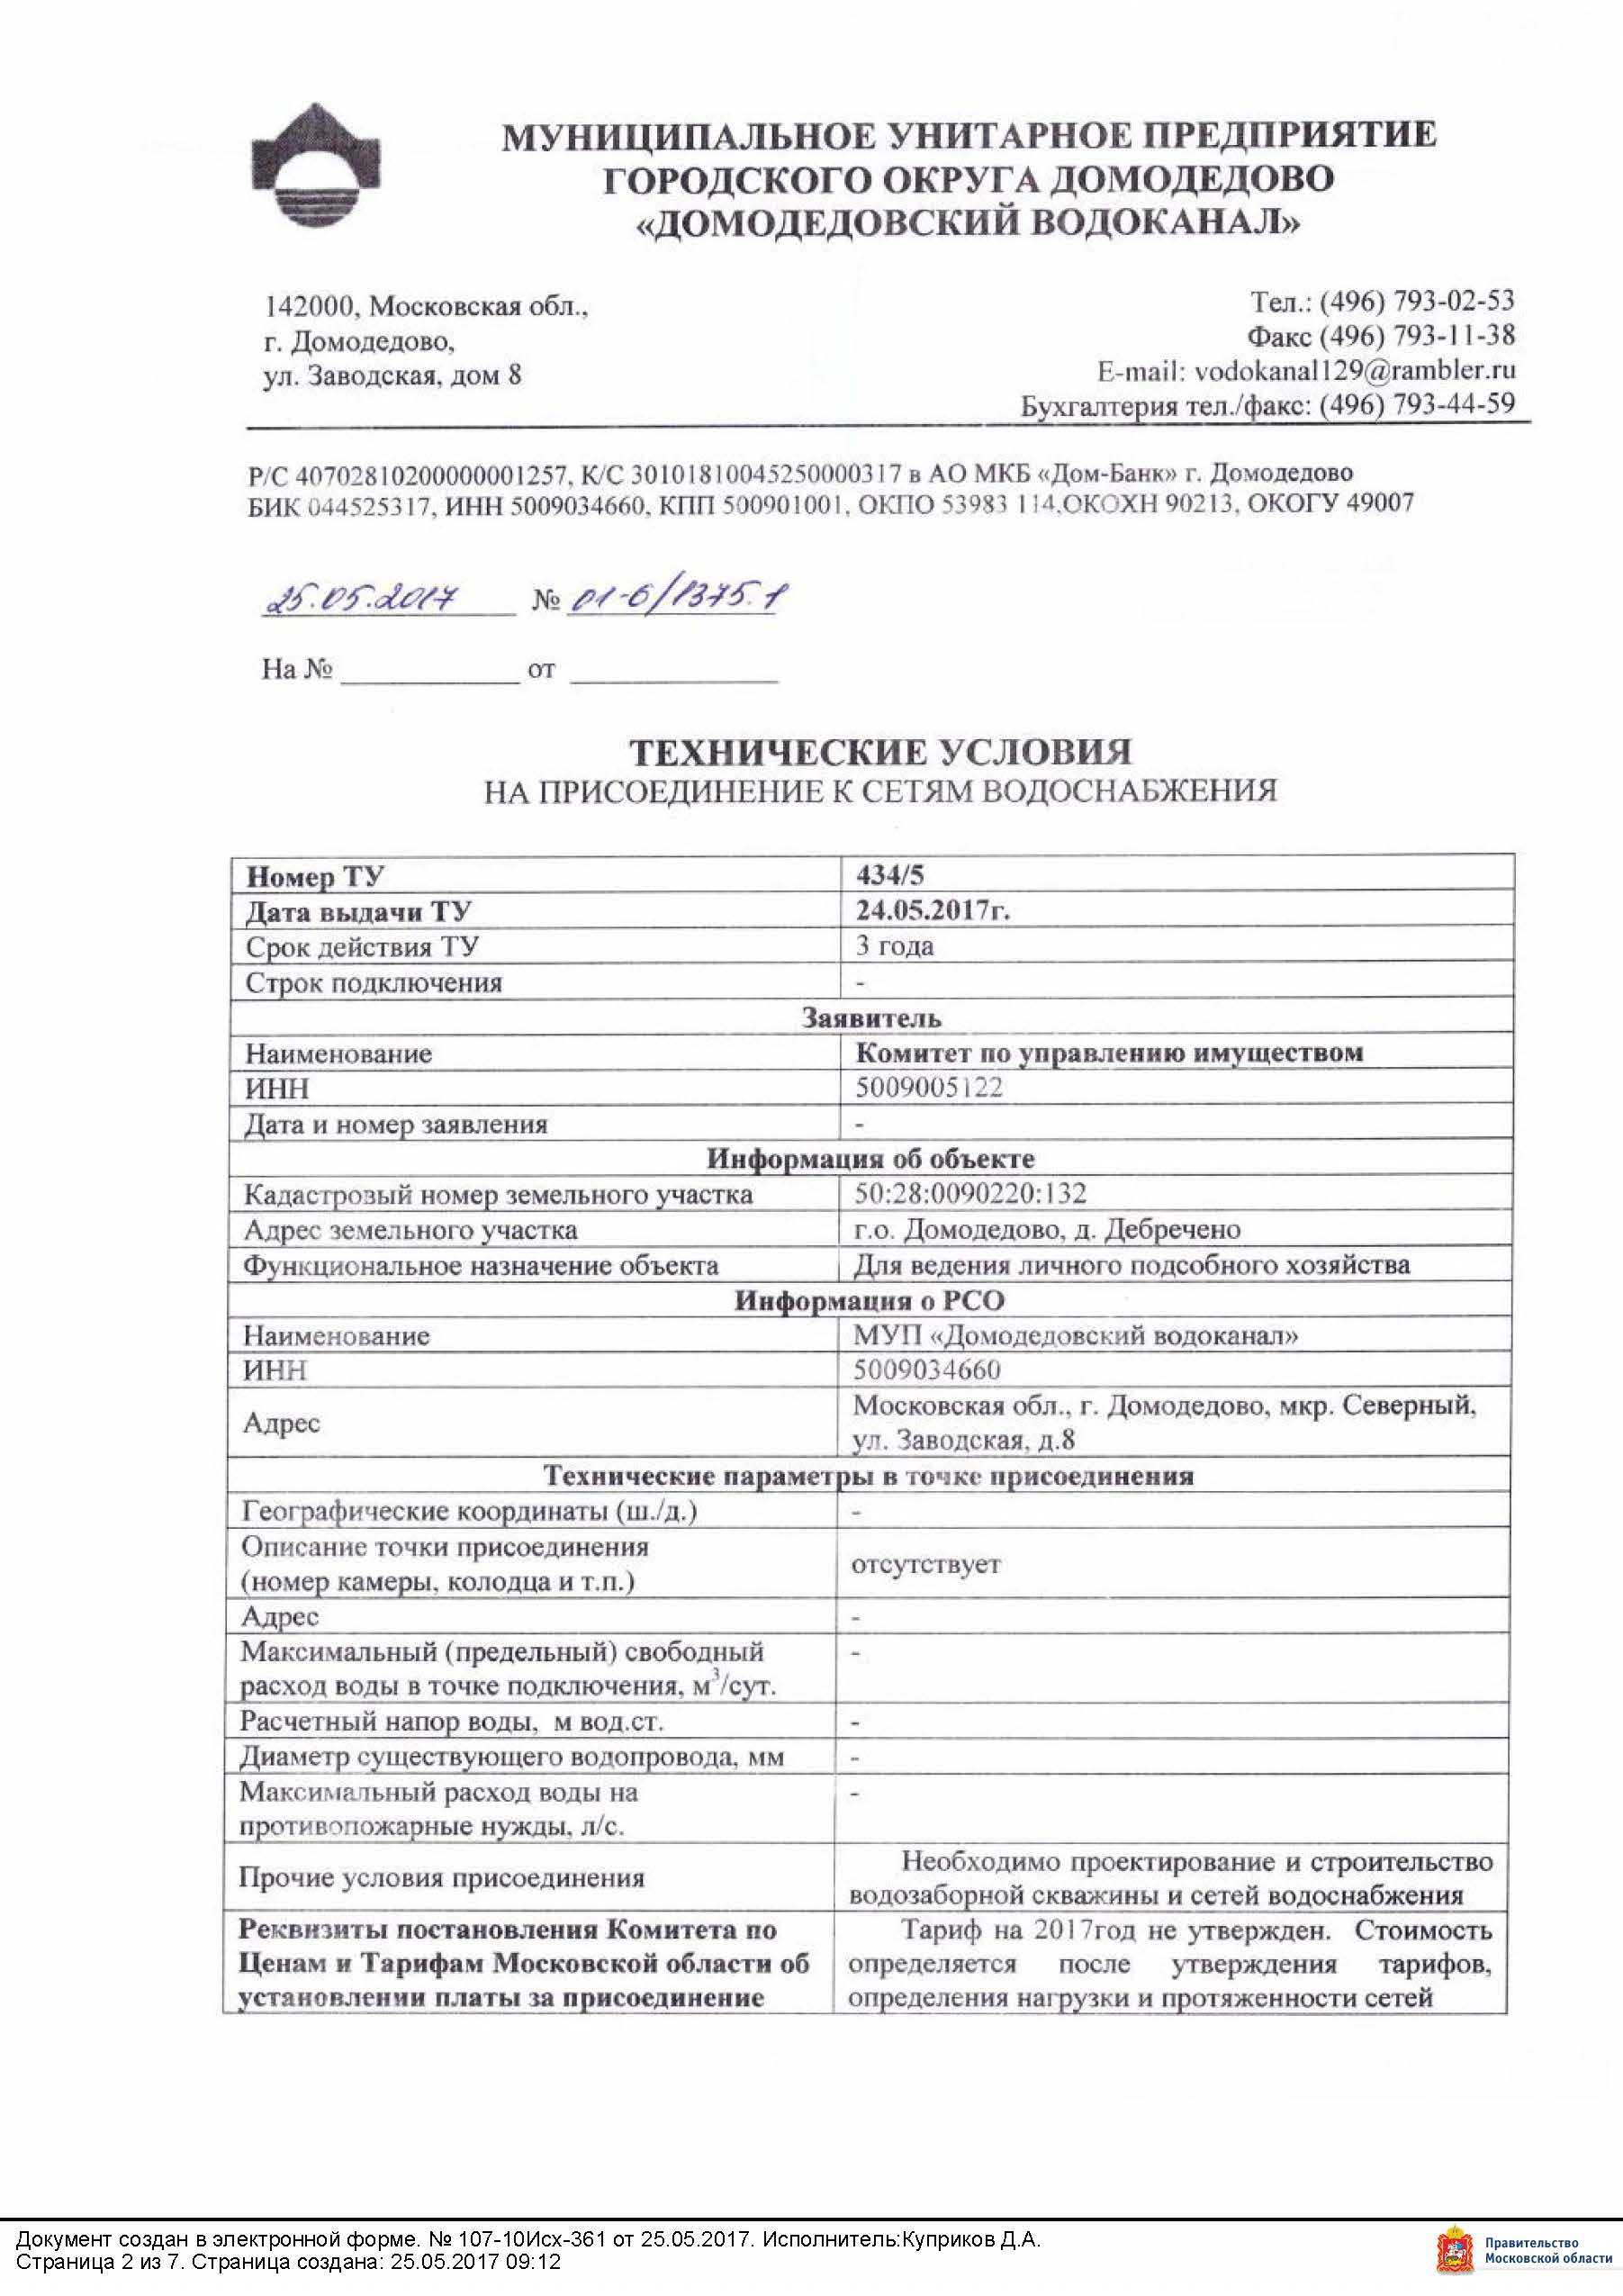 МУНИЦИПАЛЬНОЕ УНИТАРНОЕ ПРЕДПРИЯТИЕ
ГОРОДСКОГО ОКРУГА ДОМОДЕДОВО
«ДОМОДЕДОВСКИЙ ВОДОКАНАЛ»
142000, Московская обл.,
г. Домодедово,
ул. Заводская, дом 8
Тел.: (496) 793-02-53
Факс (496) 793-11-38
E-mail: vodokanal129@rambler.ru
Бухгалтерия тел./факс: (496) 793-44-59
Р/С 40702810200000001257, К/С 30101810045250000317 в АО МКБ «Дом-Банк» г. Домодедово
БИК 044525317, ИНН 5009034660, КПП 500901001, ОКПО 53983 114,ОКОХН 90213, ОКОГУ 49007
25.05.2017 № 01-6/1375.1
На № ____________ от ______________
ТЕХНИЧЕСКИЕ УСЛОВИЯ
НА ПРИСОЕДИНЕНИЕ К СЕТЯМ ВОДОСНАБЖЕНИЯ
Номер ТУ 434/5
Дата выдачи ТУ 24.05.2017г.
Срок действия ТУ 3 года
Строк подключения -
Заявитель
Наименование Комитет по управлению имуществом
ИНН 5009005122
Дата и номер заявления -
Информация об объекте
Кадастровый номер земельного участка 50:28:0090220:132
Адрес земельного участка г.о. Домодедово, д. Дебречено
Функциональное назначение объекта Для ведения личного подсобного хозяйства
Информация о РСО
Наименование МУП «Домодедовский водоканал»
ИНН 5009034660
Адрес
Московская обл., г. Домодедово, мкр. Северный,
ул. Заводская, д.8
Технические параметры в точке присоединения
Географические координаты (ш./д.) -
Описание точки присоединения
(номер камеры, колодца и т.п.)
отсутствует
Адрес -
Максимальный (предельный) свободный
расход воды в точке подключения, м³/сут.
-
Расчетный напор воды, м вод.ст. -
Диаметр существующего водопровода, мм -
Максимальный расход воды на
противопожарные нужды, л/с.
-
Прочие условия присоединения
Необходимо проектирование и строительство
водозаборной скважины и сетей водоснабжения
Реквизиты постановления Комитета по
Ценам и Тарифам Московской области об
установлении платы за присоединение
Тариф на 2017год не утвержден. Стоимость
определяется после утверждения тарифов,
определения нагрузки и протяженности сетей
Документ создан в электронной форме. № 107-10Исх-361 от 25.05.2017. Исполнитель:Куприков Д.А.
Страница 2 из 7. Страница создана: 25.05.2017 09:12
Правительство
Московской области